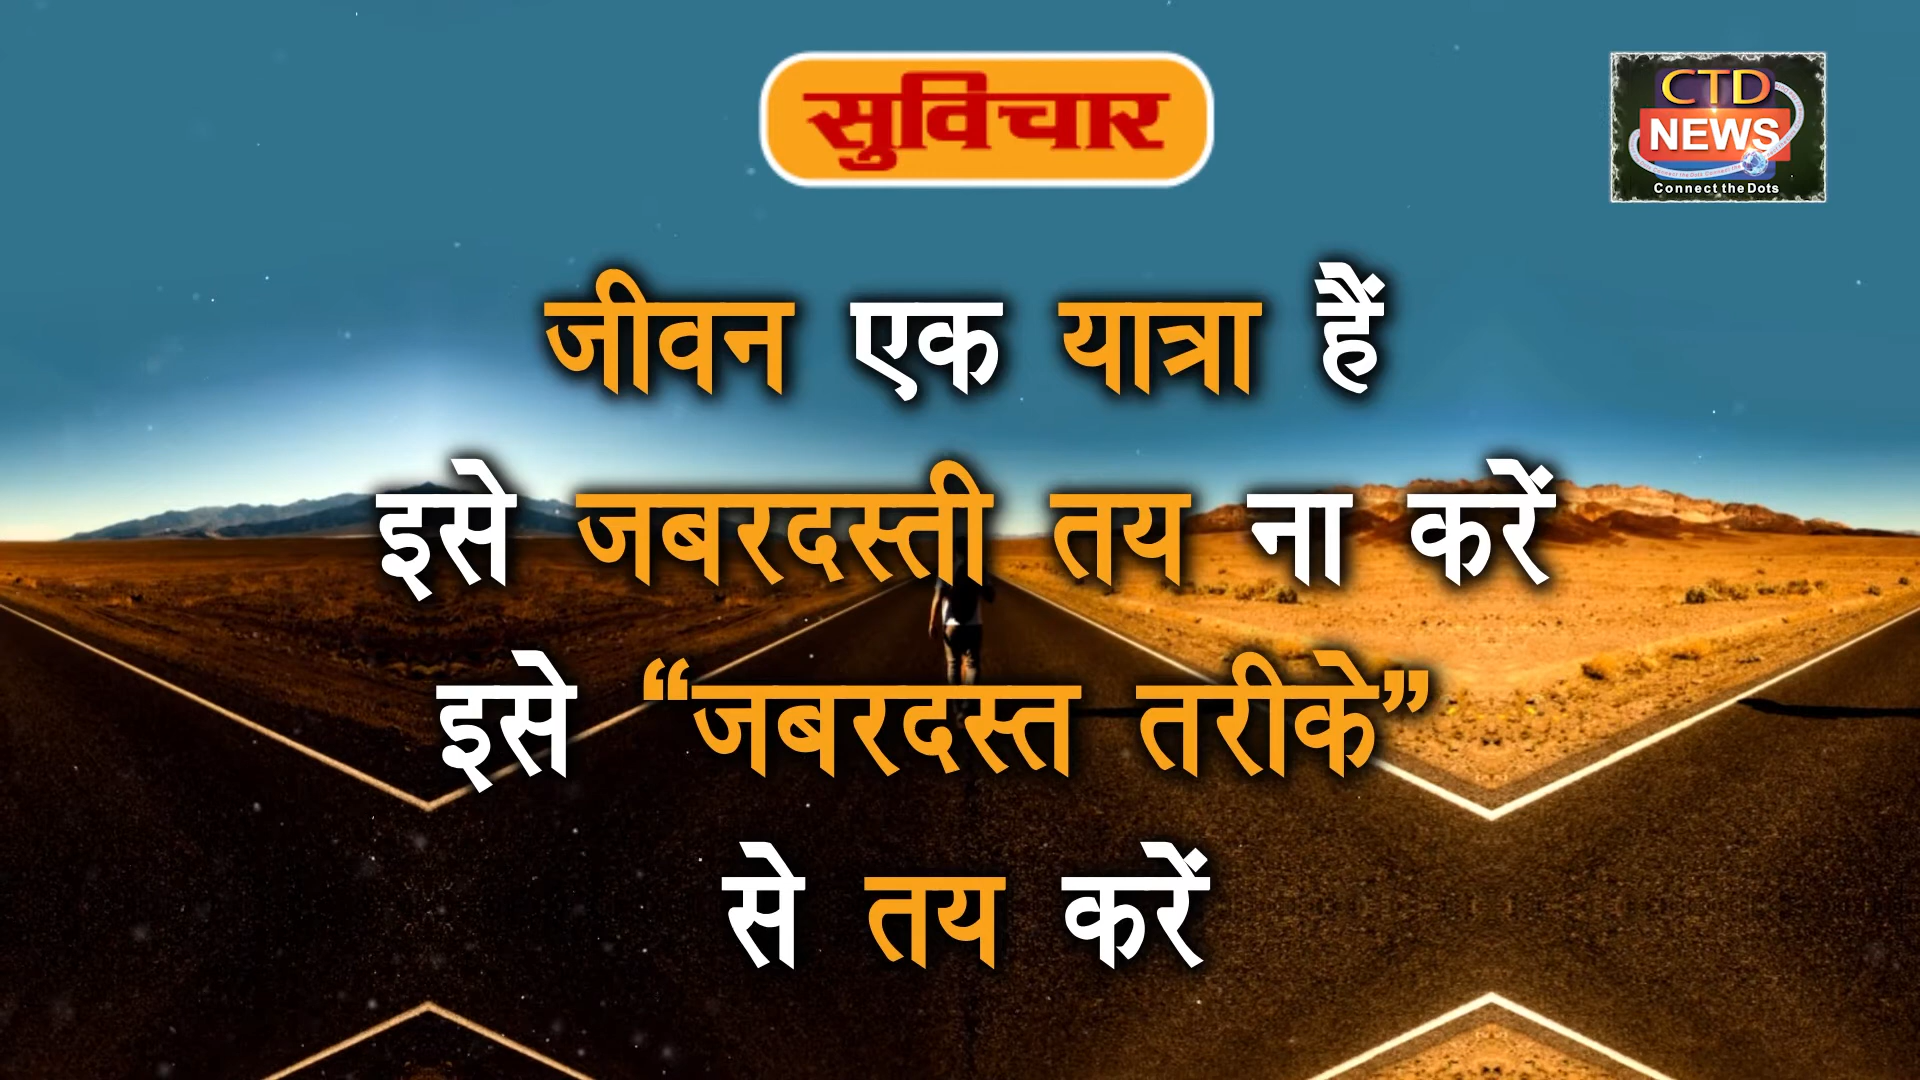 सुविचार
CTD
NEWS
Connect the Dots
जीवन एक यात्रा हैं
इसे जबरदस्ती तय ना करें
इसे “जबरदस्त तरीके”
से तय करें